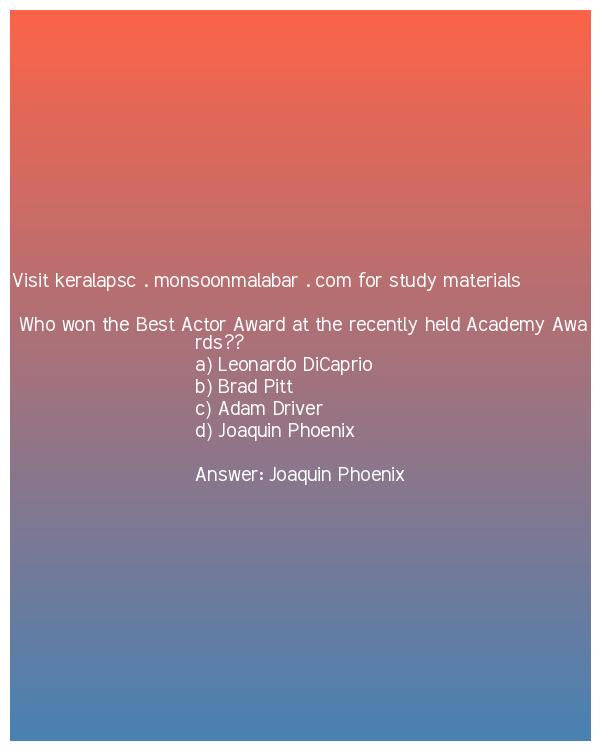 Visit keralapsc . monsoonmalabar . com for study materials
Who won the Best Actor Award at the recently held Academy Awa
rds??
a) Leonardo DiCaprio
b) Brad Pitt
c) Adam Driver
d) Joaquin Phoenix
Answer: Joaquin Phoenix